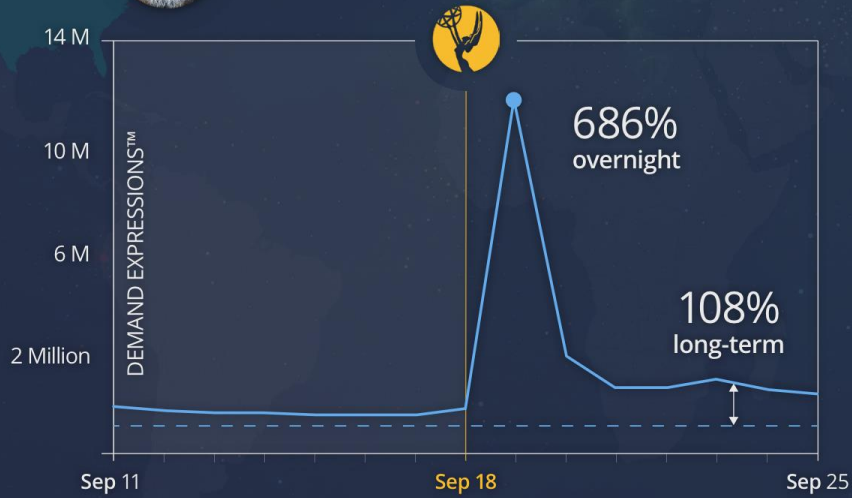 14 M
10 M
6 M
2 Million
DEMAND EXPRESSIONS™
686%
overnight
108%
long-term
Sep 11
Sep 18
Sep 25